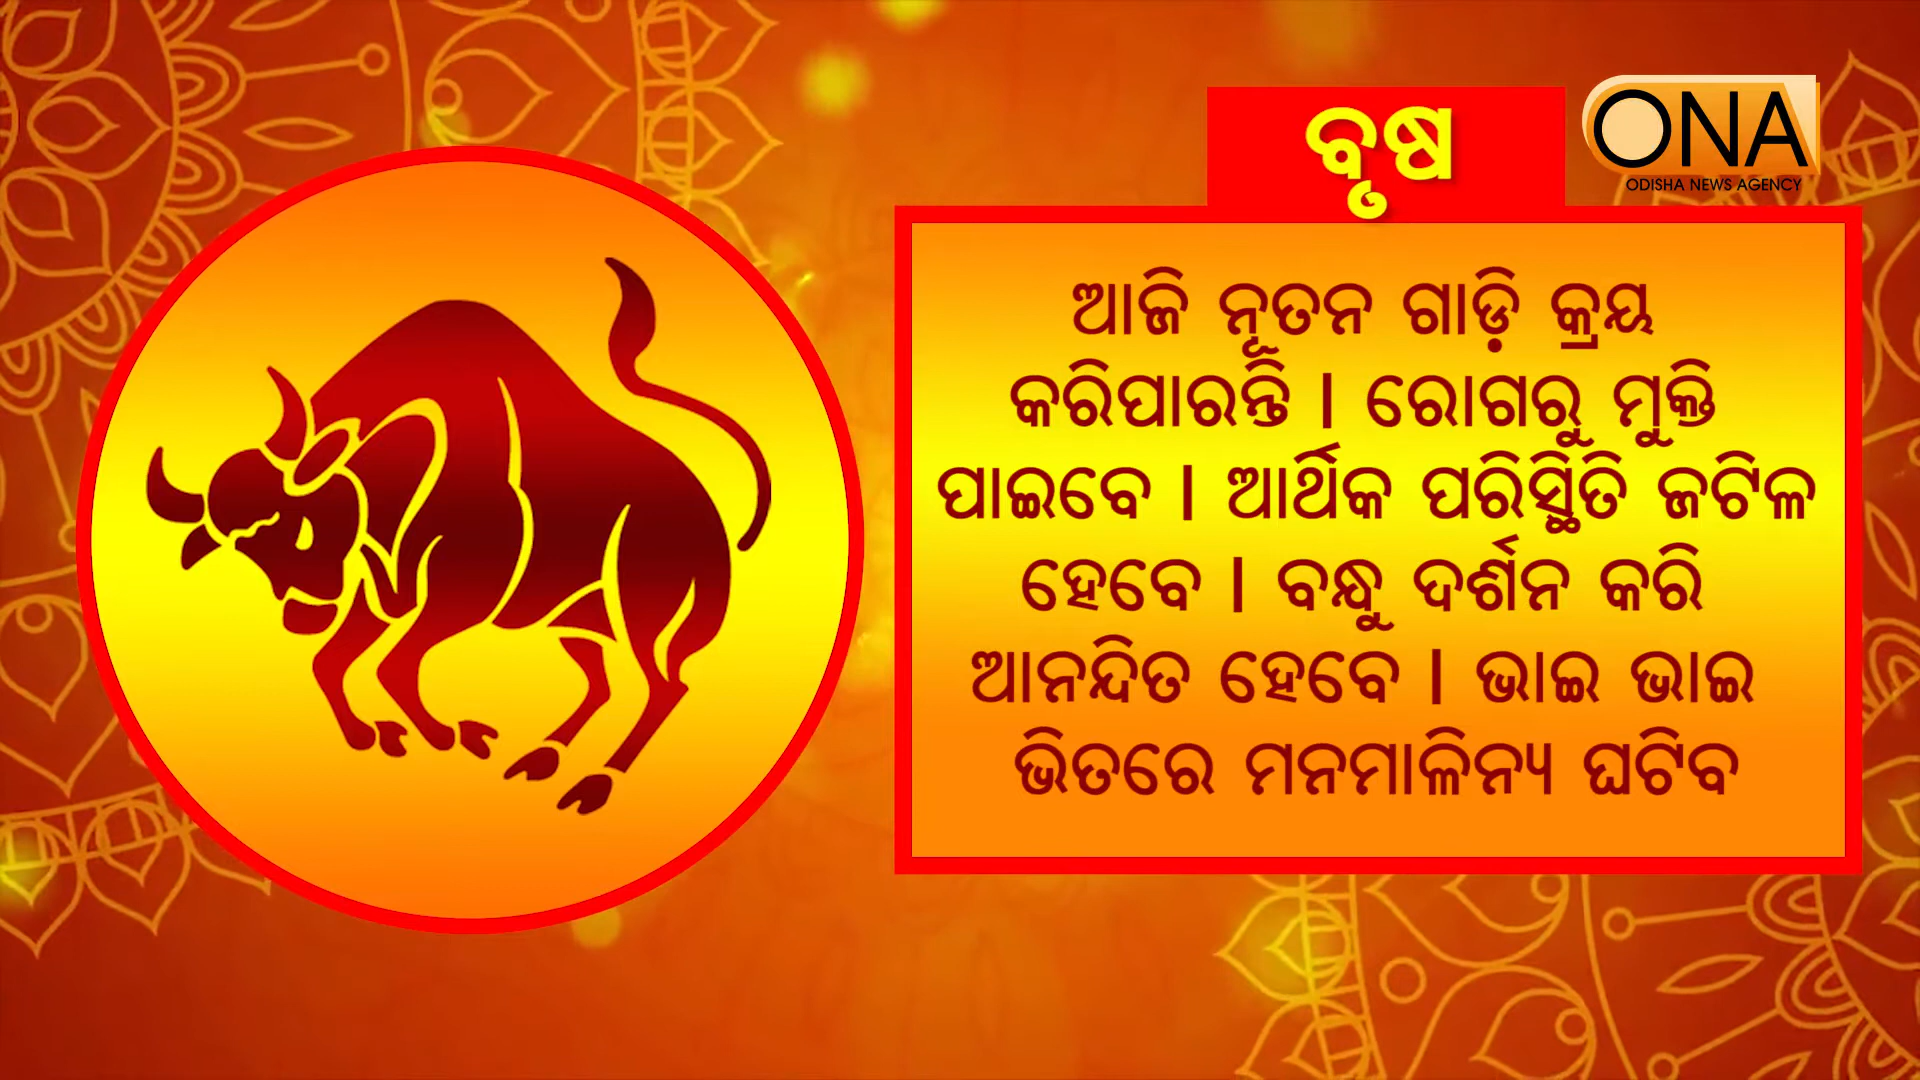 ବୃଷ
ONA
ODISHA NEWS AGENCY
ଆଜି ନୂତନ ଗାଡ଼ି କ୍ରୟ
କରିପାରନ୍ତି । ରୋଗରୁ ମୁକ୍ତି
ପାଇବେ । ଆର୍ଥିକ ପରିସ୍ଥିତି ଜଟିଳ
ହେବେ । ବନ୍ଧୁ ଦର୍ଶନ କରି
ଆନନ୍ଦିତ ହେବେ । ଭାଇ ଭାଇ
ଭିତରେ ମନମାଳିନ୍ୟ ଘଟିବ